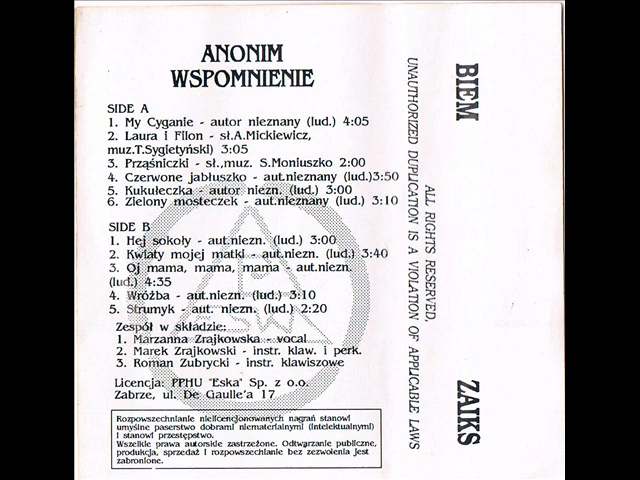 ANONIM
WSPOMNIENIE
SIDE A
1. My Cyganie - autor nieznany (lud.) 4:05
2. Laura i Filon - sł.A.Mickiewicz,
muz.T.Sygietyński) 3:05
3. Prząśniczki - sł.,muz. S.Moniuszko 2:00
4. Czerwone jabłuszko - aut.nieznany (lud.)3:50
5. Kukułeczka - autor niezn. (lud.) 3:00
6. Zielony mosteczek - aut.nieznany (lud.) 3:10
SIDE B
1. Hej sokoły - aut.niezn. (lud.) 3:00
2. Kwiaty mojej matki - aut.niezn. (lud.) 3:40
3. Oj mama, mama, mama - aut.niezn.
(lud.) 4:35
4. Wróżba - aut.niezn. (lud.) 3:10
5. Strumyk - aut. niezn. (lud.) 2:20
Zespół w składzie:
1. Marzanna Zrajkowska - vocal
2. Marek Zrajkowski - instr. klaw. i perk.
3. Roman Zubrycki - instr. klawiszowe
Licencja: PPHU "Eska" Sp. z o.o.
Zabrze, ul. De Gaulle'a 17
Rozpowszechnianie nielicencjonowanych nagrań stanowi
umyślne paserstwo dobrami niematerialnymi (intelektualnymi)
i stanowi przestępstwo.
Wszelkie prawa autorskie zastrzeżone. Odtwarzanie publiczne,
produkcja, sprzedaż i rozpowszechianie bez zezwolenia jest
zabronione.
ALL RIGHTS RESERVED,
UNAUTHORIZED DUPLICATION IS A VIOLATION OF APPLICABLE LAWS
BIEM
ZAIKS